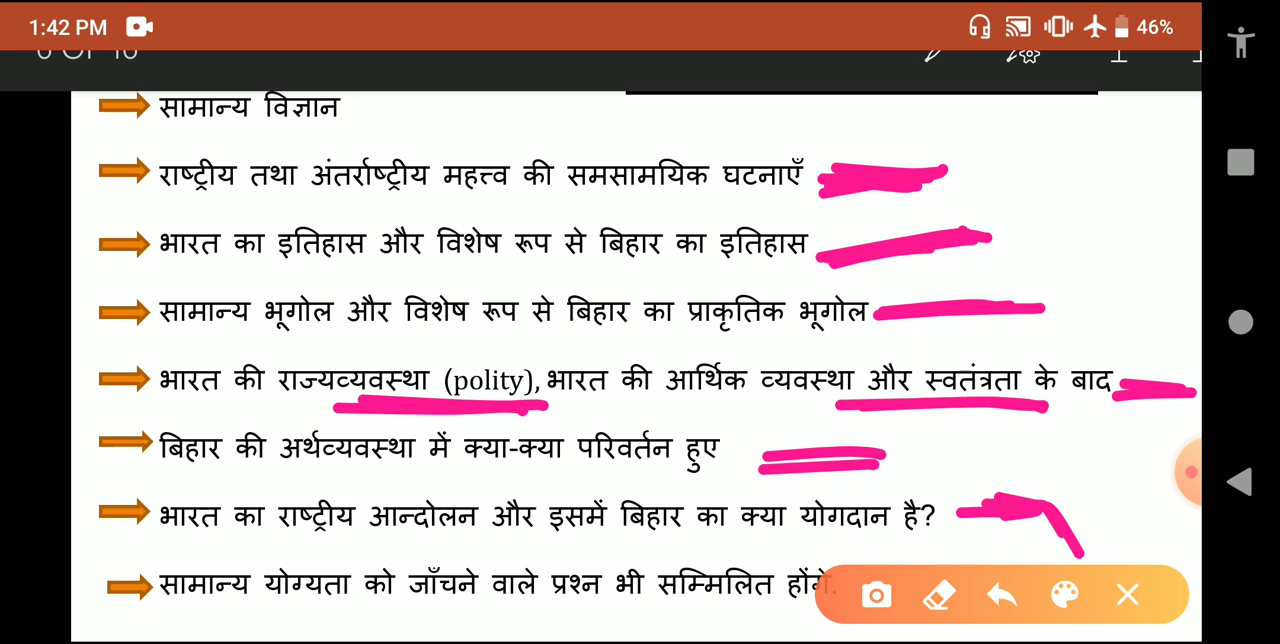 1:42 PM 46%
सामान्य विज्ञान
राष्ट्रीय तथा अंतर्राष्ट्रीय महत्त्व की समसामयिक घटनाएँ
भारत का इतिहास और विशेष रूप से बिहार का इतिहास
सामान्य भूगोल और विशेष रूप से बिहार का प्राकृतिक भूगोल
भारत की राज्यव्यवस्था (polity), भारत की आर्थिक व्यवस्था और स्वतंत्रता के बाद
बिहार की अर्थव्यवस्था में क्या-क्या परिवर्तन हुए
भारत का राष्ट्रीय आन्दोलन और इसमें बिहार का क्या योगदान है?
सामान्य योग्यता को जाँचने वाले प्रश्न भी सम्मिलित होंगे.